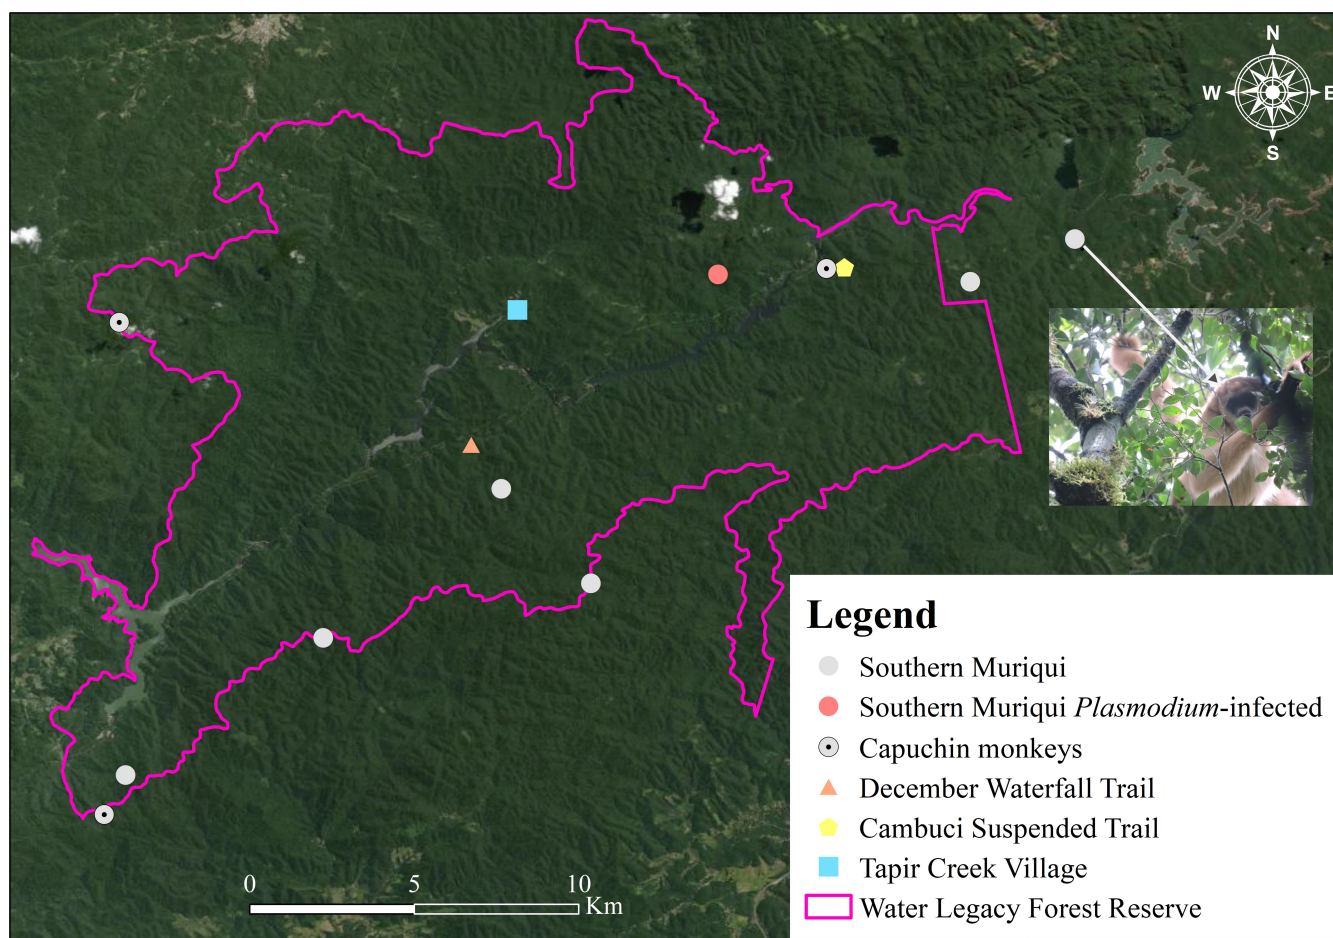 N
W
E
S
Legend
Southern Muriqui
Southern Muriqui Plasmodium-infected
Capuchin monkeys
December Waterfall Trail
Cambuci Suspended Trail
Tapir Creek Village
Water Legacy Forest Reserve
0 5 10
Km